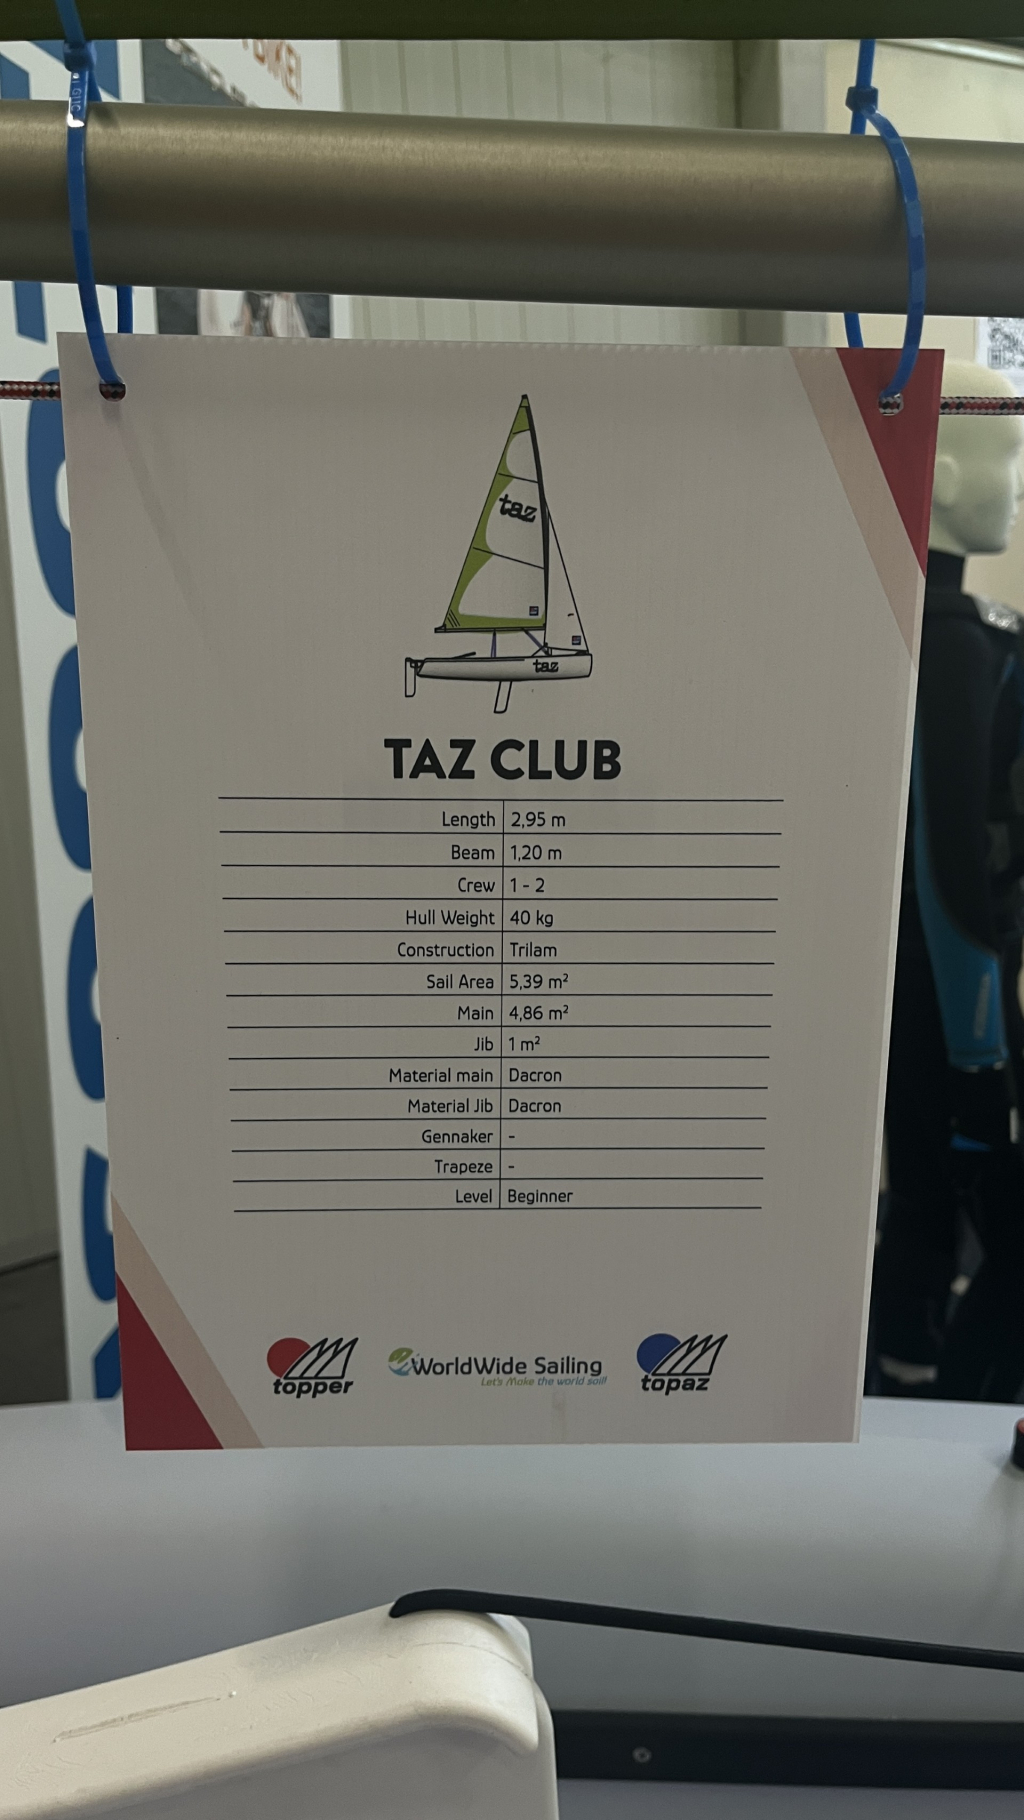 taz
taz
TAZ CLUB
Length 2,95 m
Beam 1,20 m
Crew 1 - 2
Hull Weight 40 kg
Construction Trilam
Sail Area 5,39 m²
Main 4,86 m²
Jib 1 m²
Material main Dacron
Material Jib Dacron
Gennaker -
Trapeze -
Level Beginner
topper WorldWide Sailing topaz
Let's Make the world sail!